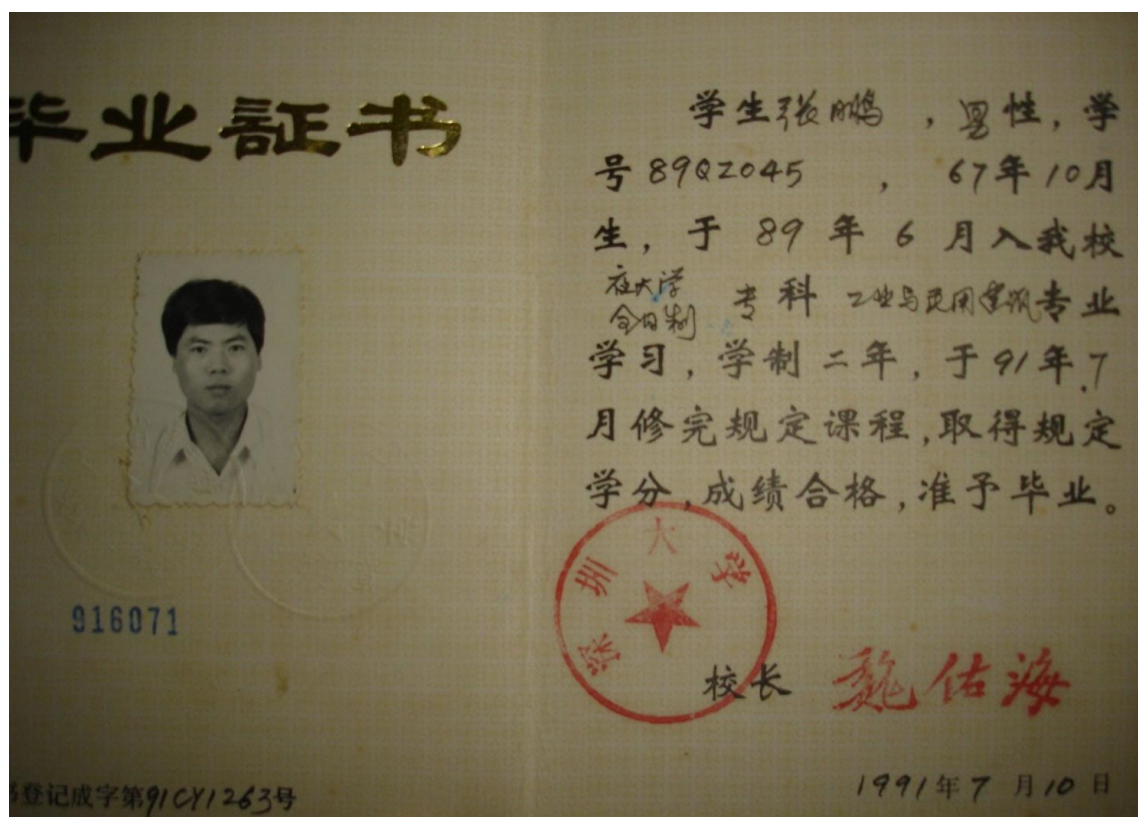 毕业証书
916071
书登记成字第91CY1263号
学生张鹏，男性，学
号89QZ045，67年10月
生，于89年6月入我校
在大学
全日制 专科 工业与民用建筑专业
学习，学制二年，于91年7
月修完规定课程，取得规定
学分，成绩合格，准予毕业。
深圳大学
校长 魏佑海
1991年7月10日